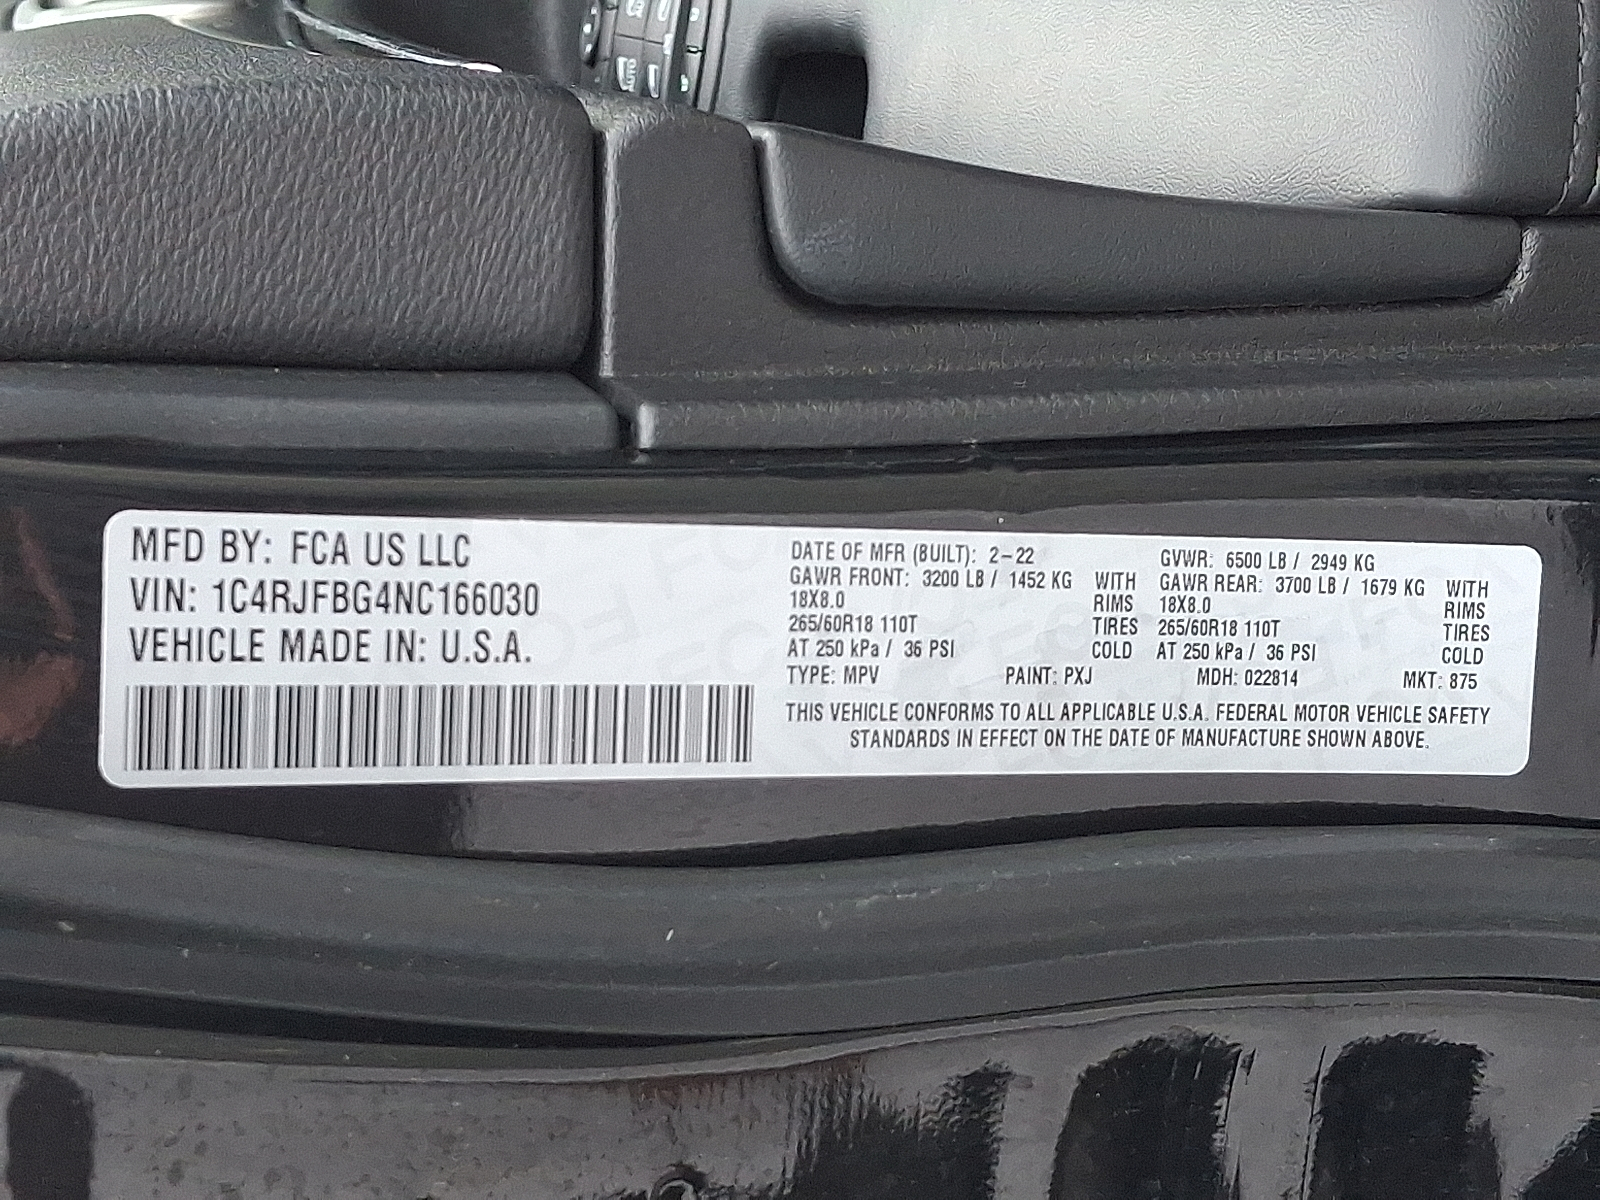 MFD BY: FCA US LLC
VIN: 1C4RJFBG4NC166030
VEHICLE MADE IN: U.S.A.
DATE OF MFR (BUILT): 2-22 GVWR: 6500 LB / 2949 KG
GAWR FRONT: 3200 LB / 1452 KG WITH GAWR REAR: 3700 LB / 1679 KG WITH
18X8.0 RIMS 18X8.0 RIMS
265/60R18 110T TIRES 265/60R18 110T TIRES
AT 250 kPa / 36 PSI COLD AT 250 kPa / 36 PSI COLD
TYPE: MPV PAINT: PXJ MDH: 022814 MKT: 875
THIS VEHICLE CONFORMS TO ALL APPLICABLE U.S.A. FEDERAL MOTOR VEHICLE SAFETY
STANDARDS IN EFFECT ON THE DATE OF MANUFACTURE SHOWN ABOVE.